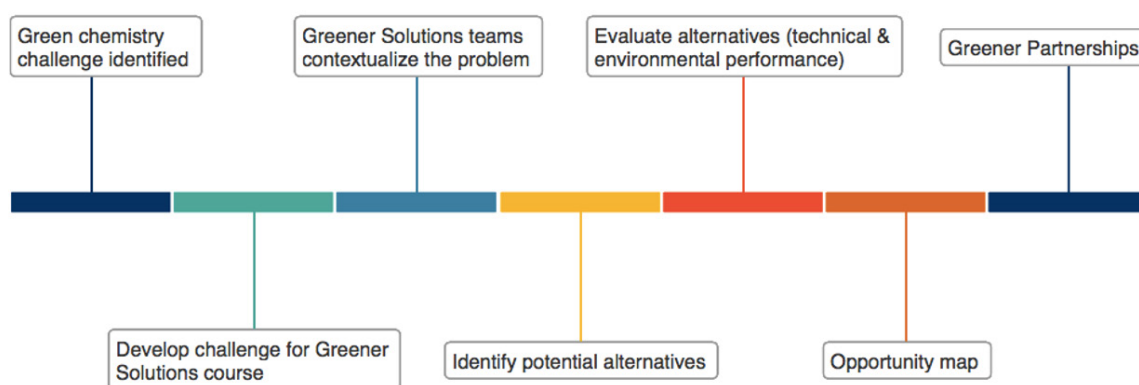 Green chemistry
challenge identified
Greener Solutions teams
contextualize the problem
Evaluate alternatives (technical &
environmental performance)
Greener Partnerships
Develop challenge for Greener
Solutions course
Identify potential alternatives
Opportunity map